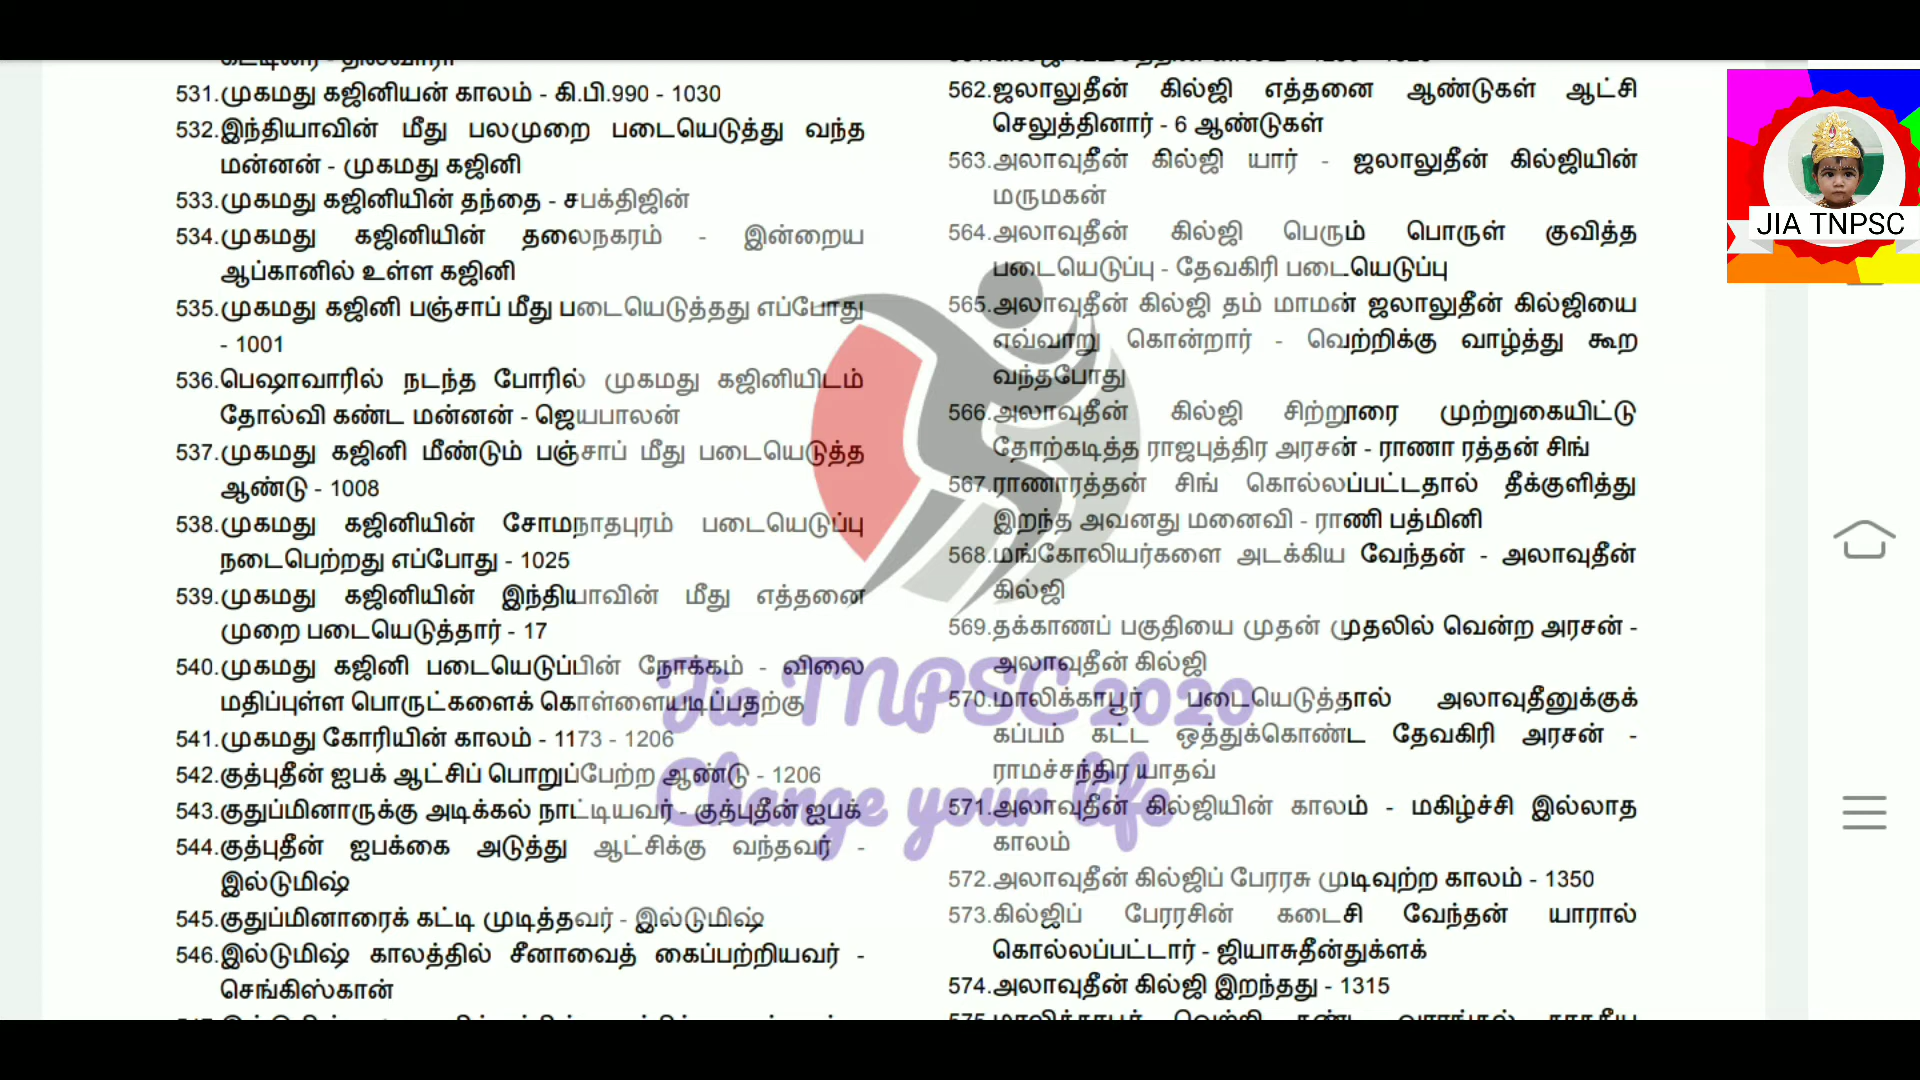 531.முகமது கஜினியன் காலம் - கி.பி.990 - 1030
532.இந்தியாவின் மீது பலமுறை படையெடுத்து வந்த
மன்னன் - முகமது கஜினி
533.முகமது கஜினியின் தந்தை - சபக்திஜின்
534.முகமது கஜினியின் தலைநகரம் - இன்றைய
ஆப்கானில் உள்ள கஜினி
535.முகமது கஜினி பஞ்சாப் மீது படையெடுத்தது எப்போது
- 1001
536.பெஷாவாரில் நடந்த போரில் முகமது கஜினியிடம்
தோல்வி கண்ட மன்னன் - ஜெயபாலன்
537.முகமது கஜினி மீண்டும் பஞ்சாப் மீது படையெடுத்த
ஆண்டு - 1008
538.முகமது கஜினியின் சோமநாதபுரம் படையெடுப்பு
நடைபெற்றது எப்போது - 1025
539.முகமது கஜினியின் இந்தியாவின் மீது எத்தனை
முறை படையெடுத்தார் - 17
540.முகமது கஜினி படையெடுப்பின் நோக்கம் - விலை
மதிப்புள்ள பொருட்களைக் கொள்ளையடிப்பதற்கு
541.முகமது கோரியின் காலம் - 1173 - 1206
542.குத்புதீன் ஐபக் ஆட்சிப் பொறுப்பேற்ற ஆண்டு - 1206
543.குதுப்மினாருக்கு அடிக்கல் நாட்டியவர் - குத்புதீன் ஐபக்
544.குத்புதீன் ஐபக்கை அடுத்து ஆட்சிக்கு வந்தவர் -
இல்டுமிஷ்
545.குதுப்மினாரைக் கட்டி முடித்தவர் - இல்டுமிஷ்
546.இல்டுமிஷ் காலத்தில் சீனாவைத் கைப்பற்றியவர் -
செங்கிஸ்கான்
562.ஜலாலுதீன் கில்ஜி எத்தனை ஆண்டுகள் ஆட்சி
செலுத்தினார் - 6 ஆண்டுகள்
563.அலாவுதீன் கில்ஜி யார் - ஜலாலுதீன் கில்ஜியின்
மருமகன்
564.அலாவுதீன் கில்ஜி பெரும் பொருள் குவித்த
படையெடுப்பு - தேவகிரி படையெடுப்பு
565.அலாவுதீன் கில்ஜி தம் மாமன் ஜலாலுதீன் கில்ஜியை
எவ்வாறு கொன்றார் - வெற்றிக்கு வாழ்த்து கூற
வந்தபோது
566.அலாவுதீன் கில்ஜி சிற்றூரை முற்றுகையிட்டு
தோற்கடித்த ராஜபுத்திர அரசன் - ராணா ரத்தன் சிங்
567.ராணாரத்தன் சிங் கொல்லப்பட்டதால் தீக்குளித்து
இறந்த அவனது மனைவி - ராணி பத்மினி
568.மங்கோலியர்களை அடக்கிய வேந்தன் - அலாவுதீன்
கில்ஜி
569.தக்காணப் பகுதியை முதன் முதலில் வென்ற அரசன் -
அலாவுதீன் கில்ஜி
570.மாலிக்காபூர் படையெடுத்தால் அலாவுதீனுக்குக்
கப்பம் கட்ட ஒத்துக்கொண்ட தேவகிரி அரசன் -
ராமச்சந்திர யாதவ்
571.அலாவுதீன் கில்ஜியின் காலம் - மகிழ்ச்சி இல்லாத
காலம்
572.அலாவுதீன் கில்ஜிப் பேரரசு முடிவுற்ற காலம் - 1350
573.கில்ஜிப் பேரரசின் கடைசி வேந்தன் யாரால்
கொல்லப்பட்டார் - ஜியாசுதீன்துக்ளக்
574.அலாவுதீன் கில்ஜி இறந்தது - 1315
JIA TNPSC
Jia TNPSC 2020
Change your life